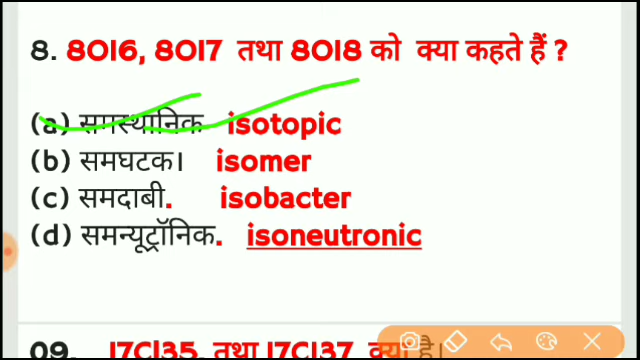 8. 8O16, 8O17 तथा 8O18 को क्या कहते हैं ?
(a) समस्थानिक isotopic
(b) समघटक। isomer
(c) समदाबी. isobacter
(d) समन्यूट्रॉनिक. isoneutronic
09. 17Cl35, तथा 17Cl37 क्या है।